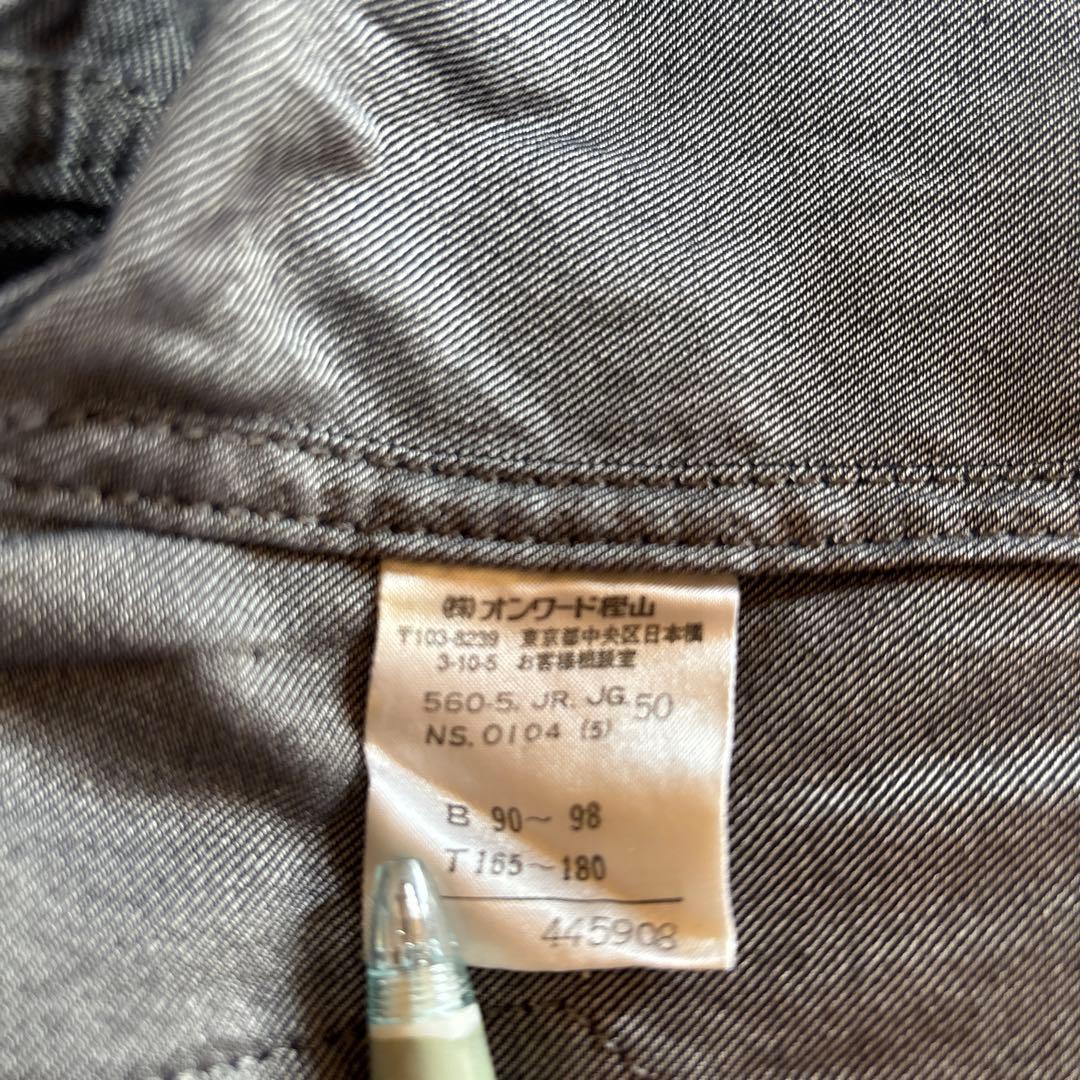 ㈱オンワード樫山
〒103-8239 東京都中央区日本橋
3-10-5 お客様相談室
560-5. JR. JG 50
NS. 0104 (5)
B 90～98
T 165～180
445908